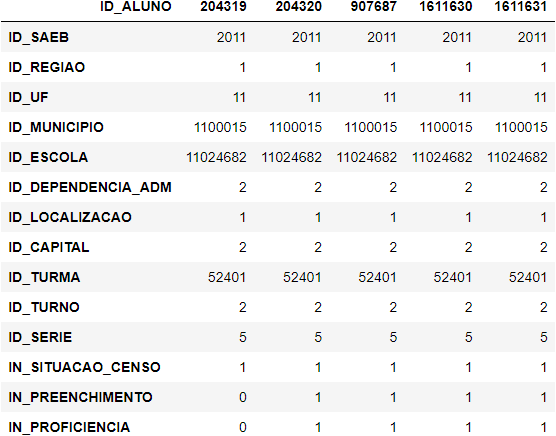 ID_ALUNO 204319 204320 907687 1611630 1611631
ID_SAEB 2011 2011 2011 2011 2011
ID_REGIAO 1 1 1 1 1
ID_UF 11 11 11 11 11
ID_MUNICIPIO 1100015 1100015 1100015 1100015 1100015
ID_ESCOLA 11024682 11024682 11024682 11024682 11024682
ID_DEPENDENCIA_ADM 2 2 2 2 2
ID_LOCALIZACAO 1 1 1 1 1
ID_CAPITAL 2 2 2 2 2
ID_TURMA 52401 52401 52401 52401 52401
ID_TURNO 2 2 2 2 2
ID_SERIE 5 5 5 5 5
IN_SITUACAO_CENSO 1 1 1 1 1
IN_PREENCHIMENTO 0 1 1 1 1
IN_PROFICIENCIA 0 1 1 1 1